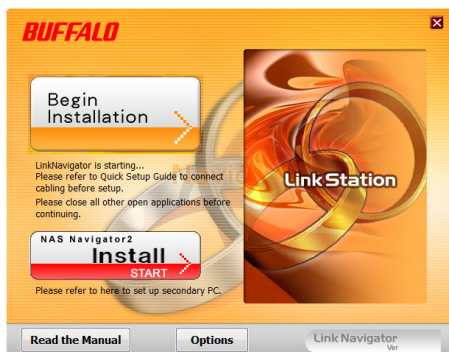 BUFFALO
Begin
Installation
LinkNavigator is starting...
Please refer to Quick Setup Guide to connect
cabling before setup.
Please close all other open applications before
continuing.
NAS Navigator2
Install
START
Please refer to here to set up secondary PC.
LinkStation
Read the Manual
Options
Link Navigator
Ver